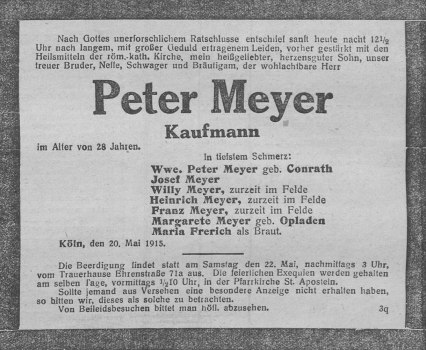 Nach Gottes unerforschlichem Ratschlusse entschlief sanft heute nacht 12½
Uhr nach langem, mit großer Geduld ertragenem Leiden, vorher gestärkt mit den
Heilsmitteln der röm.-kath. Kirche, mein heißgeliebter, herzensguter Sohn, unser
treuer Bruder, Neffe, Schwager und Bräutigam, der wohlachtbare Herr
Peter Meyer
Kaufmann
im Alter von 28 Jahren.
In tiefstem Schmerz:
Wwe. Peter Meyer geb. Conrath
Josef Meyer
Willy Meyer, zurzeit im Felde
Heinrich Meyer, zurzeit im Felde
Franz Meyer, zurzeit im Felde
Margarete Meyer geb. Opladen
Maria Frerich als Braut.
Köln, den 20. Mai 1915.
Die Beerdigung findet statt am Samstag den 22. Mai, nachmittags 3 Uhr,
vom Trauerhause Ehrenstraße 71a aus. Die feierlichen Exequien werden gehalten
am selben Tage, vormittags ½10 Uhr, in der Pfarrkirche St. Aposteln.
Sollte jemand aus Versehen eine besondere Anzeige nicht erhalten haben,
so bitten wir, dieses als solche zu betrachten.
Von Beileidsbesuchen bittet man höfl. abzusehen. 3q